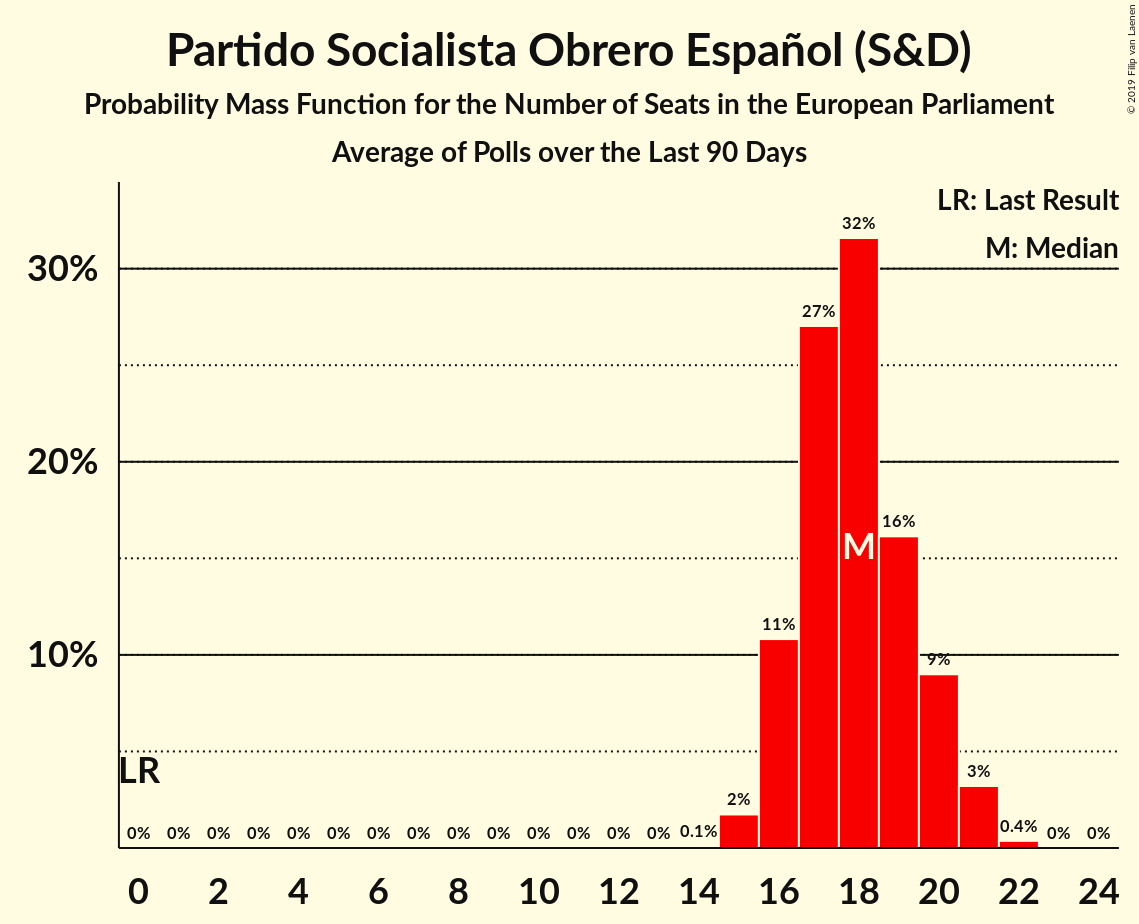 Partido Socialista Obrero Español (S&D)
Probability Mass Function for the Number of Seats in the European Parliament
Average of Polls over the Last 90 Days
© 2019 Filip van Laenen
LR: Last Result
M: Median
32%
30%
27%
20%
16%
M
11%
10%
9%
LR
3%
2%
0% 0% 0% 0% 0% 0% 0% 0% 0% 0% 0% 0% 0% 0% 0.1% 0.4% 0% 0%
0 2 4 6 8 10 12 14 16 18 20 22 24